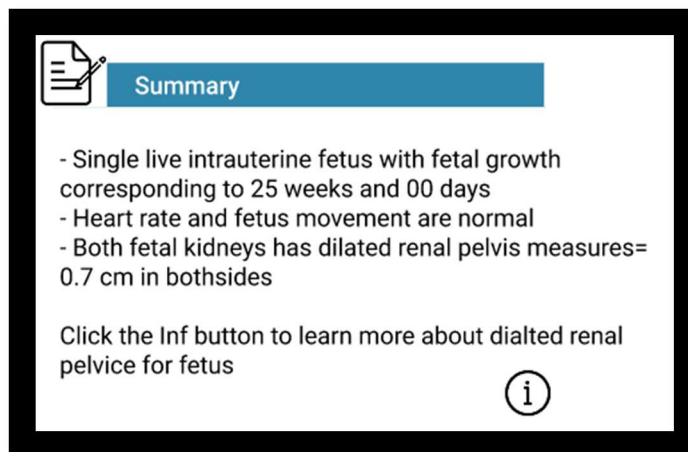 Summary
- Single live intrauterine fetus with fetal growth
corresponding to 25 weeks and 00 days
- Heart rate and fetus movement are normal
- Both fetal kidneys has dilated renal pelvis measures=
0.7 cm in bothsides
Click the Inf button to learn more about dialted renal
pelvice for fetus
i